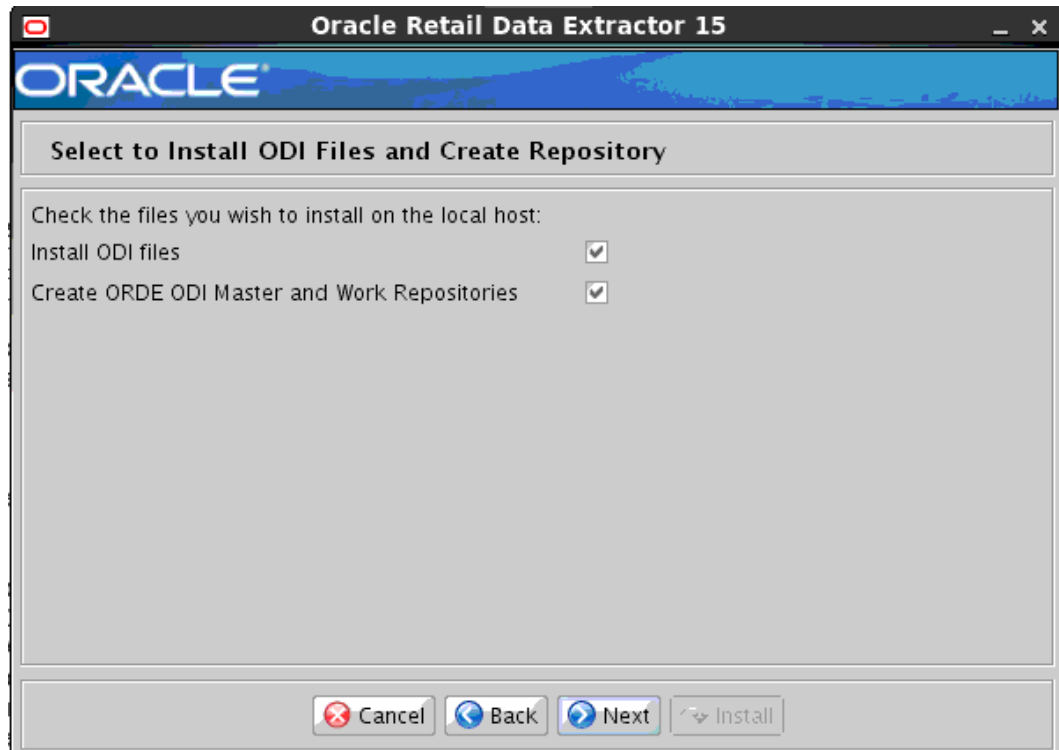 Oracle Retail Data Extractor 15
ORACLE
Select to Install ODI Files and Create Repository
Check the files you wish to install on the local host:
Install ODI files
Create ORDE ODI Master and Work Repositories
Cancel Back Next Install